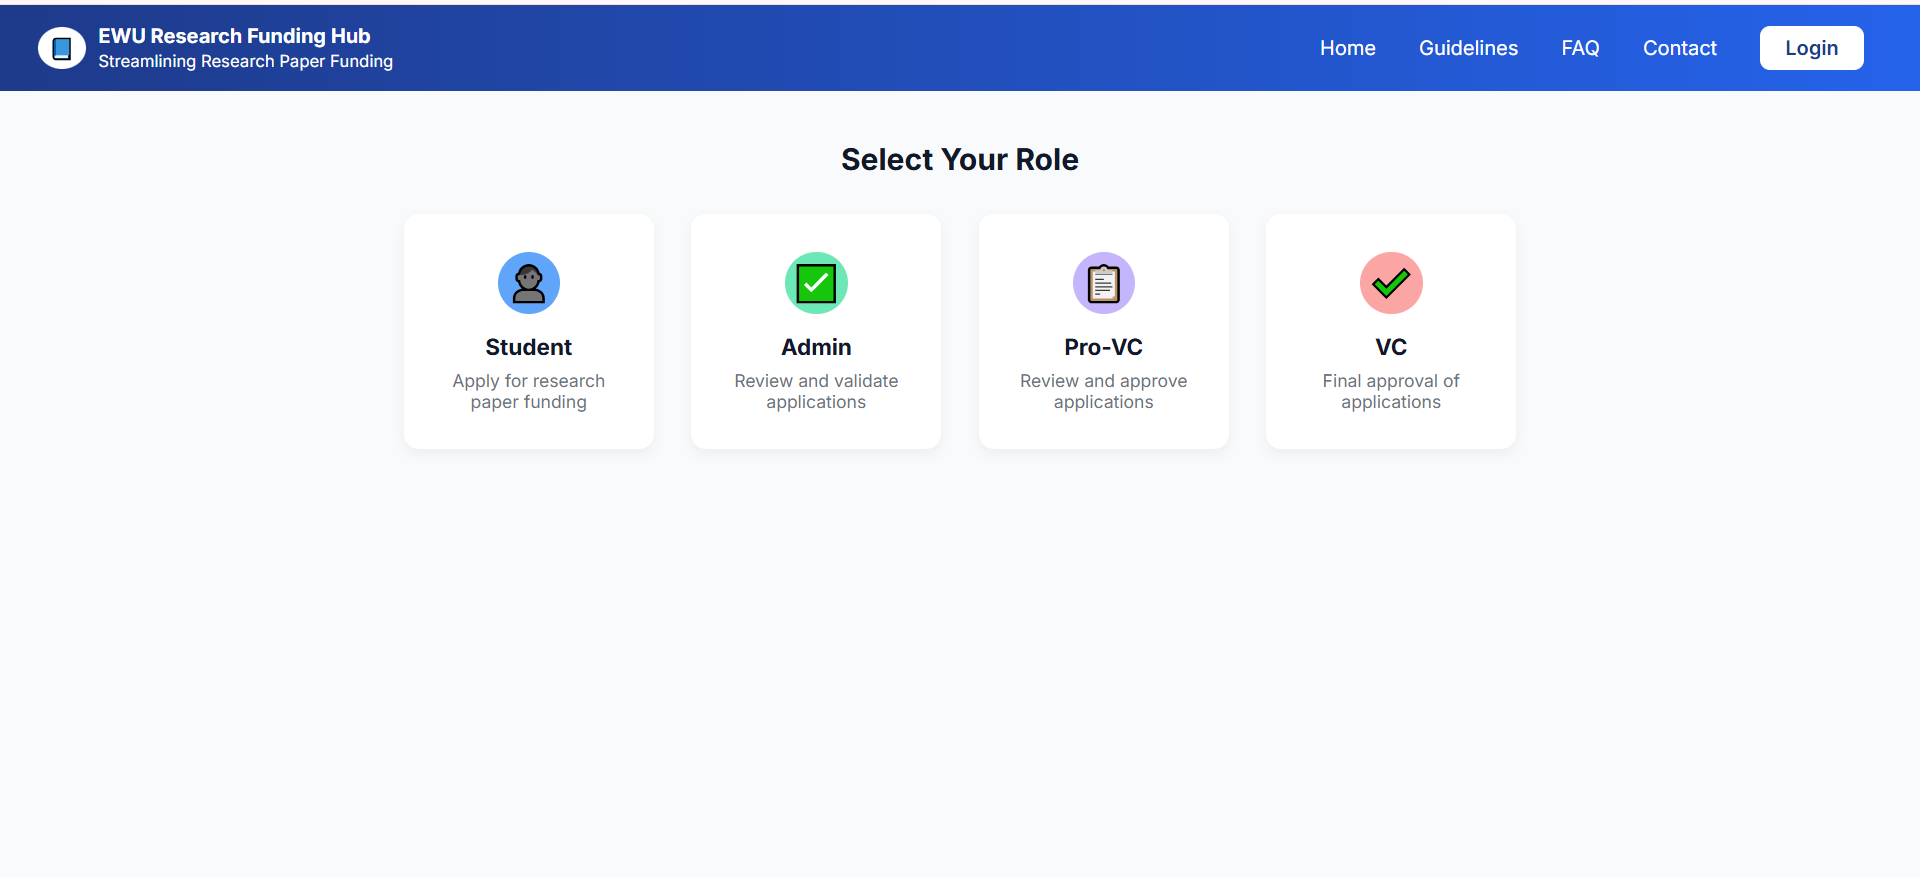 EWU Research Funding Hub
Streamlining Research Paper Funding
Home
Guidelines
FAQ
Contact
Login
Select Your Role
Student
Apply for research
paper funding
Admin
Review and validate
applications
Pro-VC
Review and approve
applications
VC
Final approval of
applications